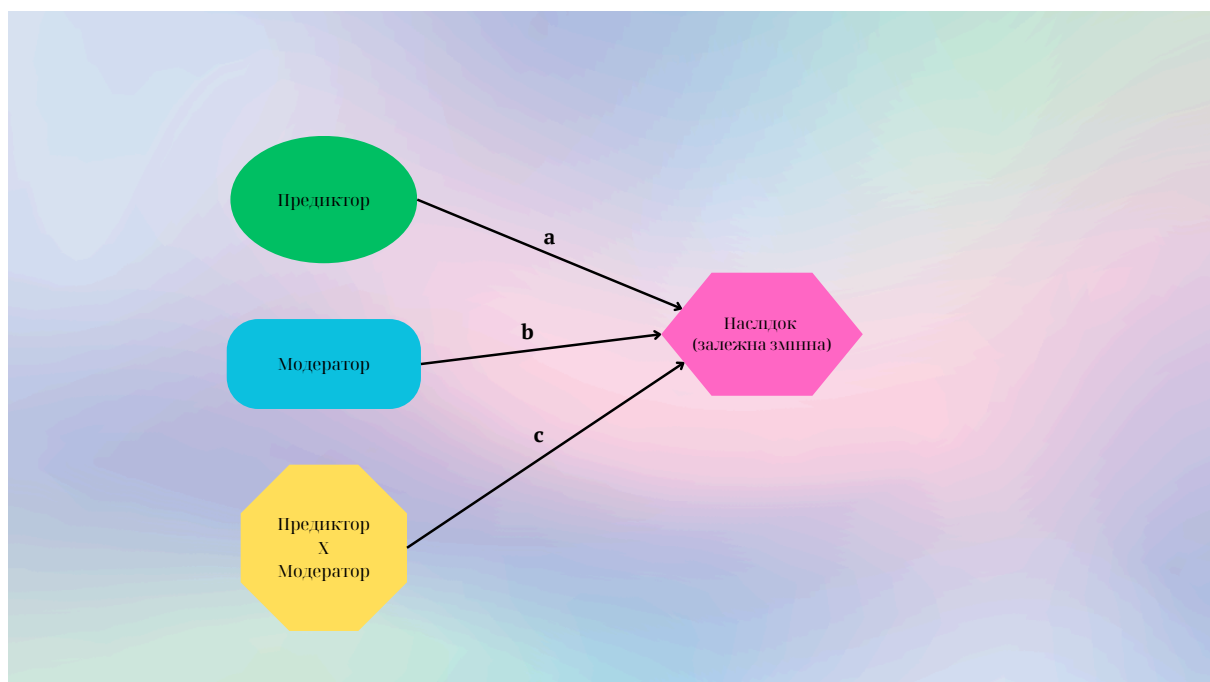 Предиктор
a
Наслідок
(залежна змінна)
b
Модератор
c
Предиктор
X
Модератор